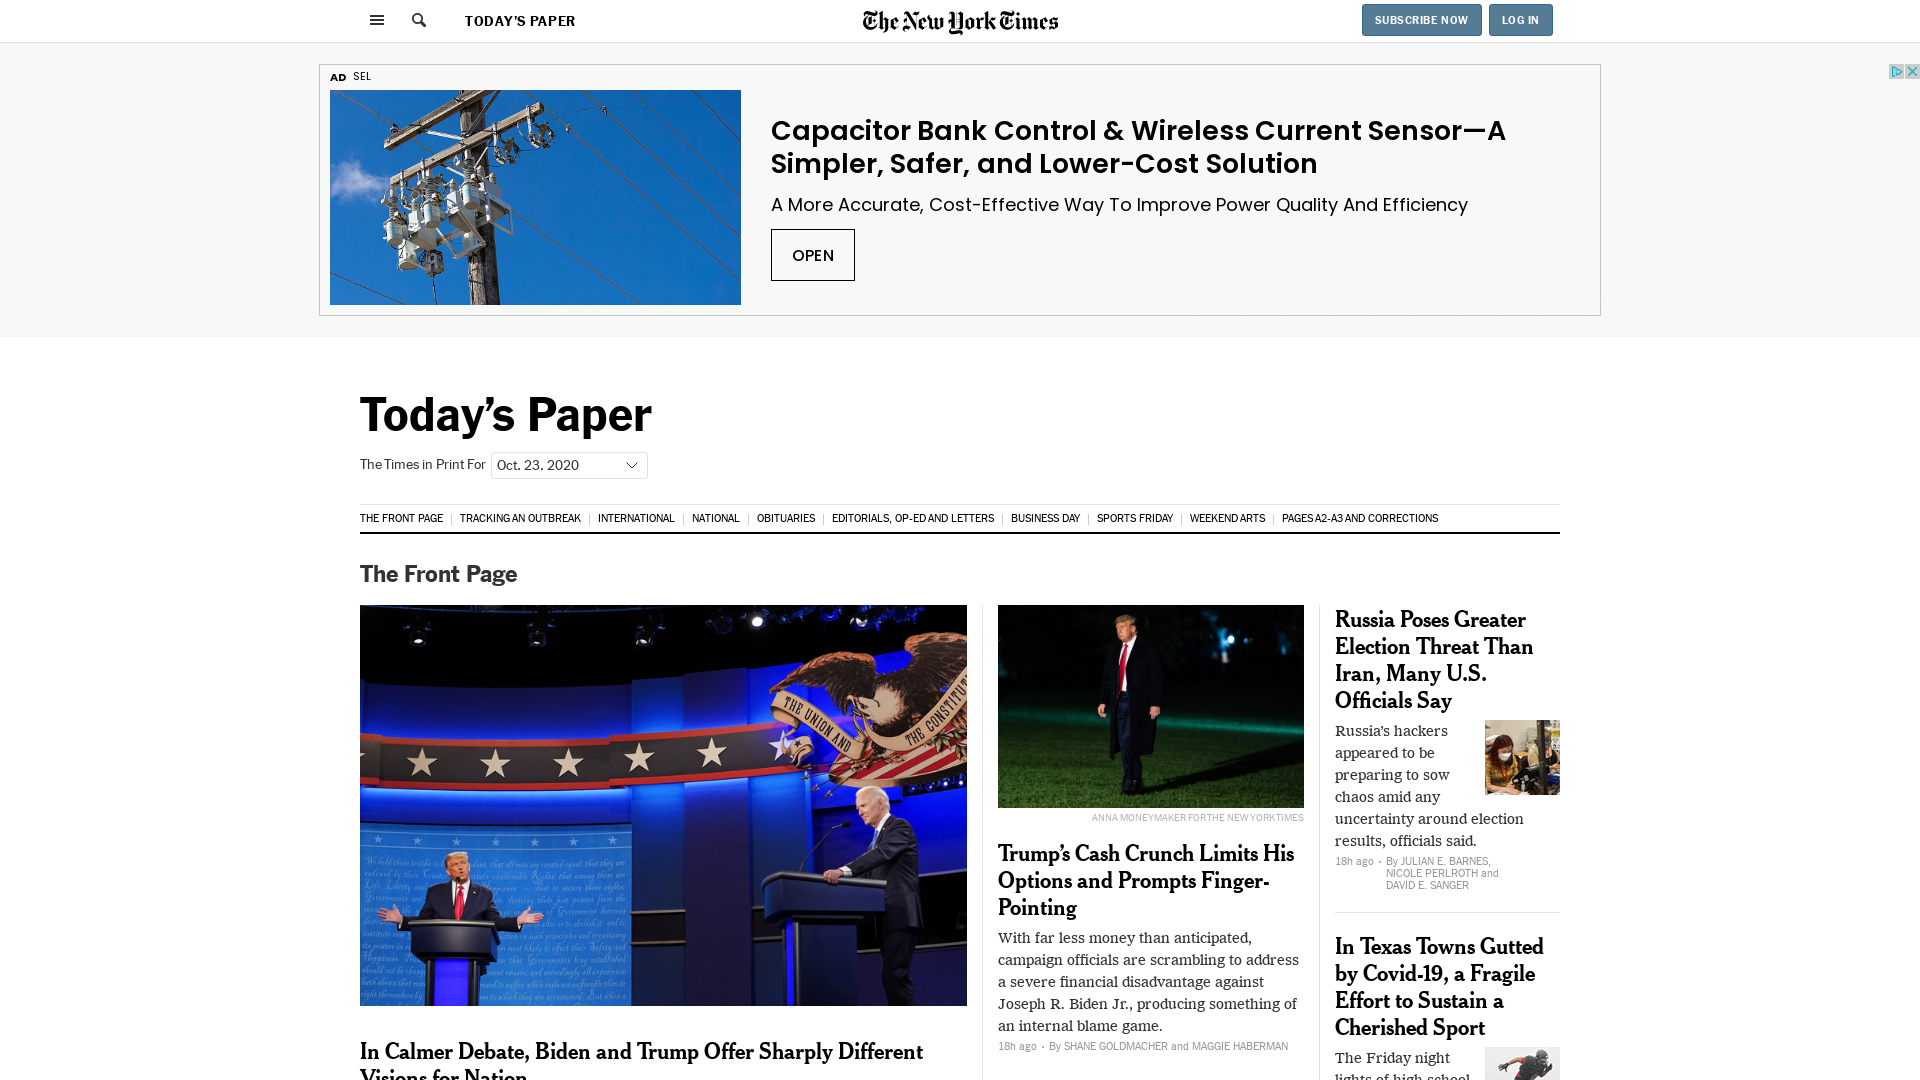 TODAY'S PAPER
The New York Times
SUBSCRIBE NOW
LOG IN
AD SEL
Capacitor Bank Control & Wireless Current Sensor—A
Simpler, Safer, and Lower-Cost Solution
A More Accurate, Cost-Effective Way To Improve Power Quality And Efficiency
OPEN
Today’s Paper
The Times in Print For Oct. 23, 2020
THE FRONT PAGE TRACKING AN OUTBREAK INTERNATIONAL NATIONAL OBITUARIES EDITORIALS, OP-ED AND LETTERS BUSINESS DAY SPORTS FRIDAY WEEKEND ARTS PAGES A2-A3 AND CORRECTIONS
The Front Page
THE UNION AND
THE CONSTITUT
In Calmer Debate, Biden and Trump Offer Sharply Different
Visions for Nation
ANNA MONEYMAKER FOR THE NEW YORK TIMES
Trump’s Cash Crunch Limits His
Options and Prompts Finger-
Pointing
With far less money than anticipated,
campaign officials are scrambling to address
a severe financial disadvantage against
Joseph R. Biden Jr., producing something of
an internal blame game.
18h ago • By SHANE GOLDMACHER and MAGGIE HABERMAN
Russia Poses Greater
Election Threat Than
Iran, Many U.S.
Officials Say
Russia’s hackers
appeared to be
preparing to sow
chaos amid any
uncertainty around election
results, officials said.
18h ago • By JULIAN E. BARNES,
NICOLE PERLROTH and
DAVID E. SANGER
In Texas Towns Gutted
by Covid-19, a Fragile
Effort to Sustain a
Cherished Sport
The Friday night
lights of high school